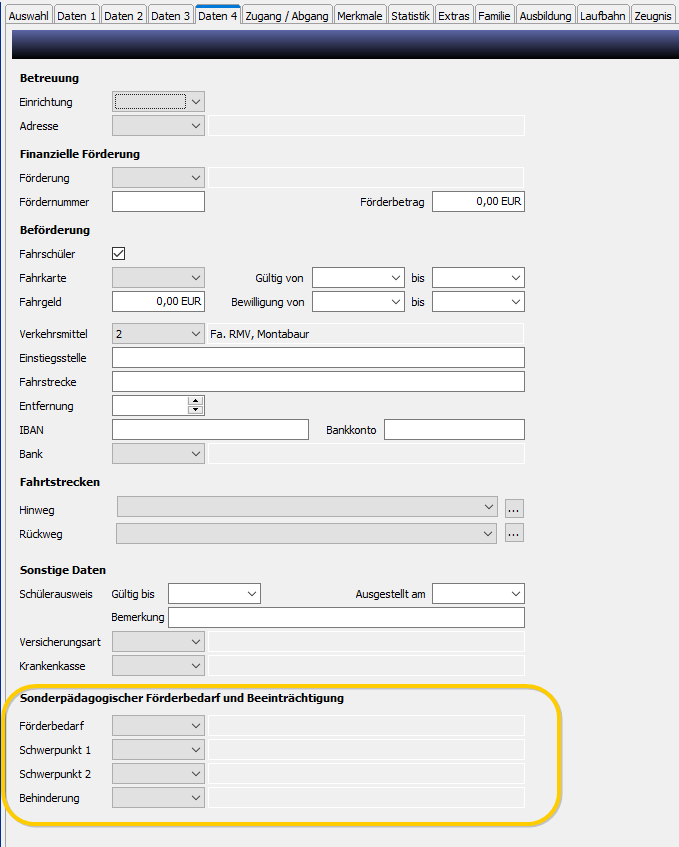 Auswahl Daten 1 Daten 2 Daten 3 Daten 4 Zugang / Abgang Merkmale Statistik Extras Familie Ausbildung Laufbahn Zeugnis
Betreuung
Einrichtung
Adresse
Finanzielle Förderung
Förderung
Fördernummer Förderbetrag 0,00 EUR
Beförderung
Fahrschüler
Fahrkarte Gültig von bis
Fahrgeld 0,00 EUR Bewilligung von bis
Verkehrsmittel 2 Fa. RMV, Montabaur
Einstiegsstelle
Fahrstrecke
Entfernung
IBAN Bankkonto
Bank
Fahrtstrecken
Hinweg ...
Rückweg ...
Sonstige Daten
Schülerausweis Gültig bis Ausgestellt am
Bemerkung
Versicherungsart
Krankenkasse
Sonderpädagogischer Förderbedarf und Beeinträchtigung
Förderbedarf
Schwerpunkt 1
Schwerpunkt 2
Behinderung